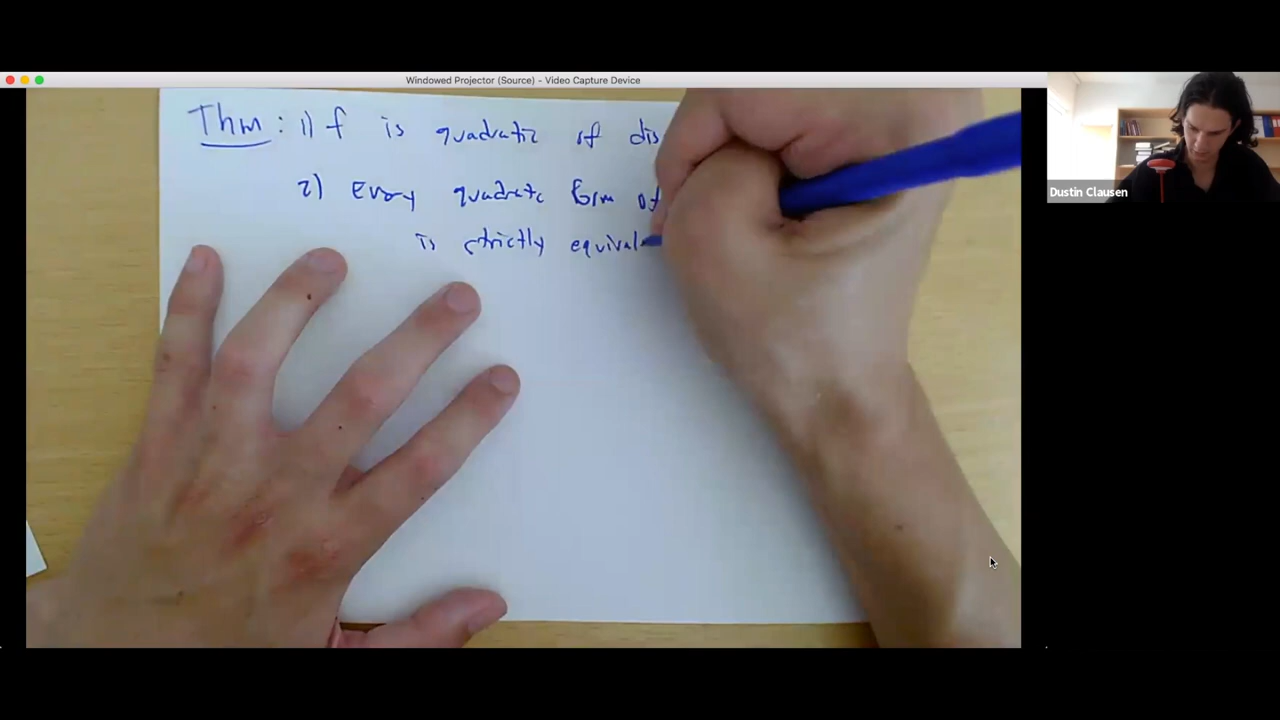 Windowed Projector (Source) - Video Capture Device
Thm: 1) f is quadratic of dis
2) Every quadratic form of
is strictly equival
Dustin Clausen